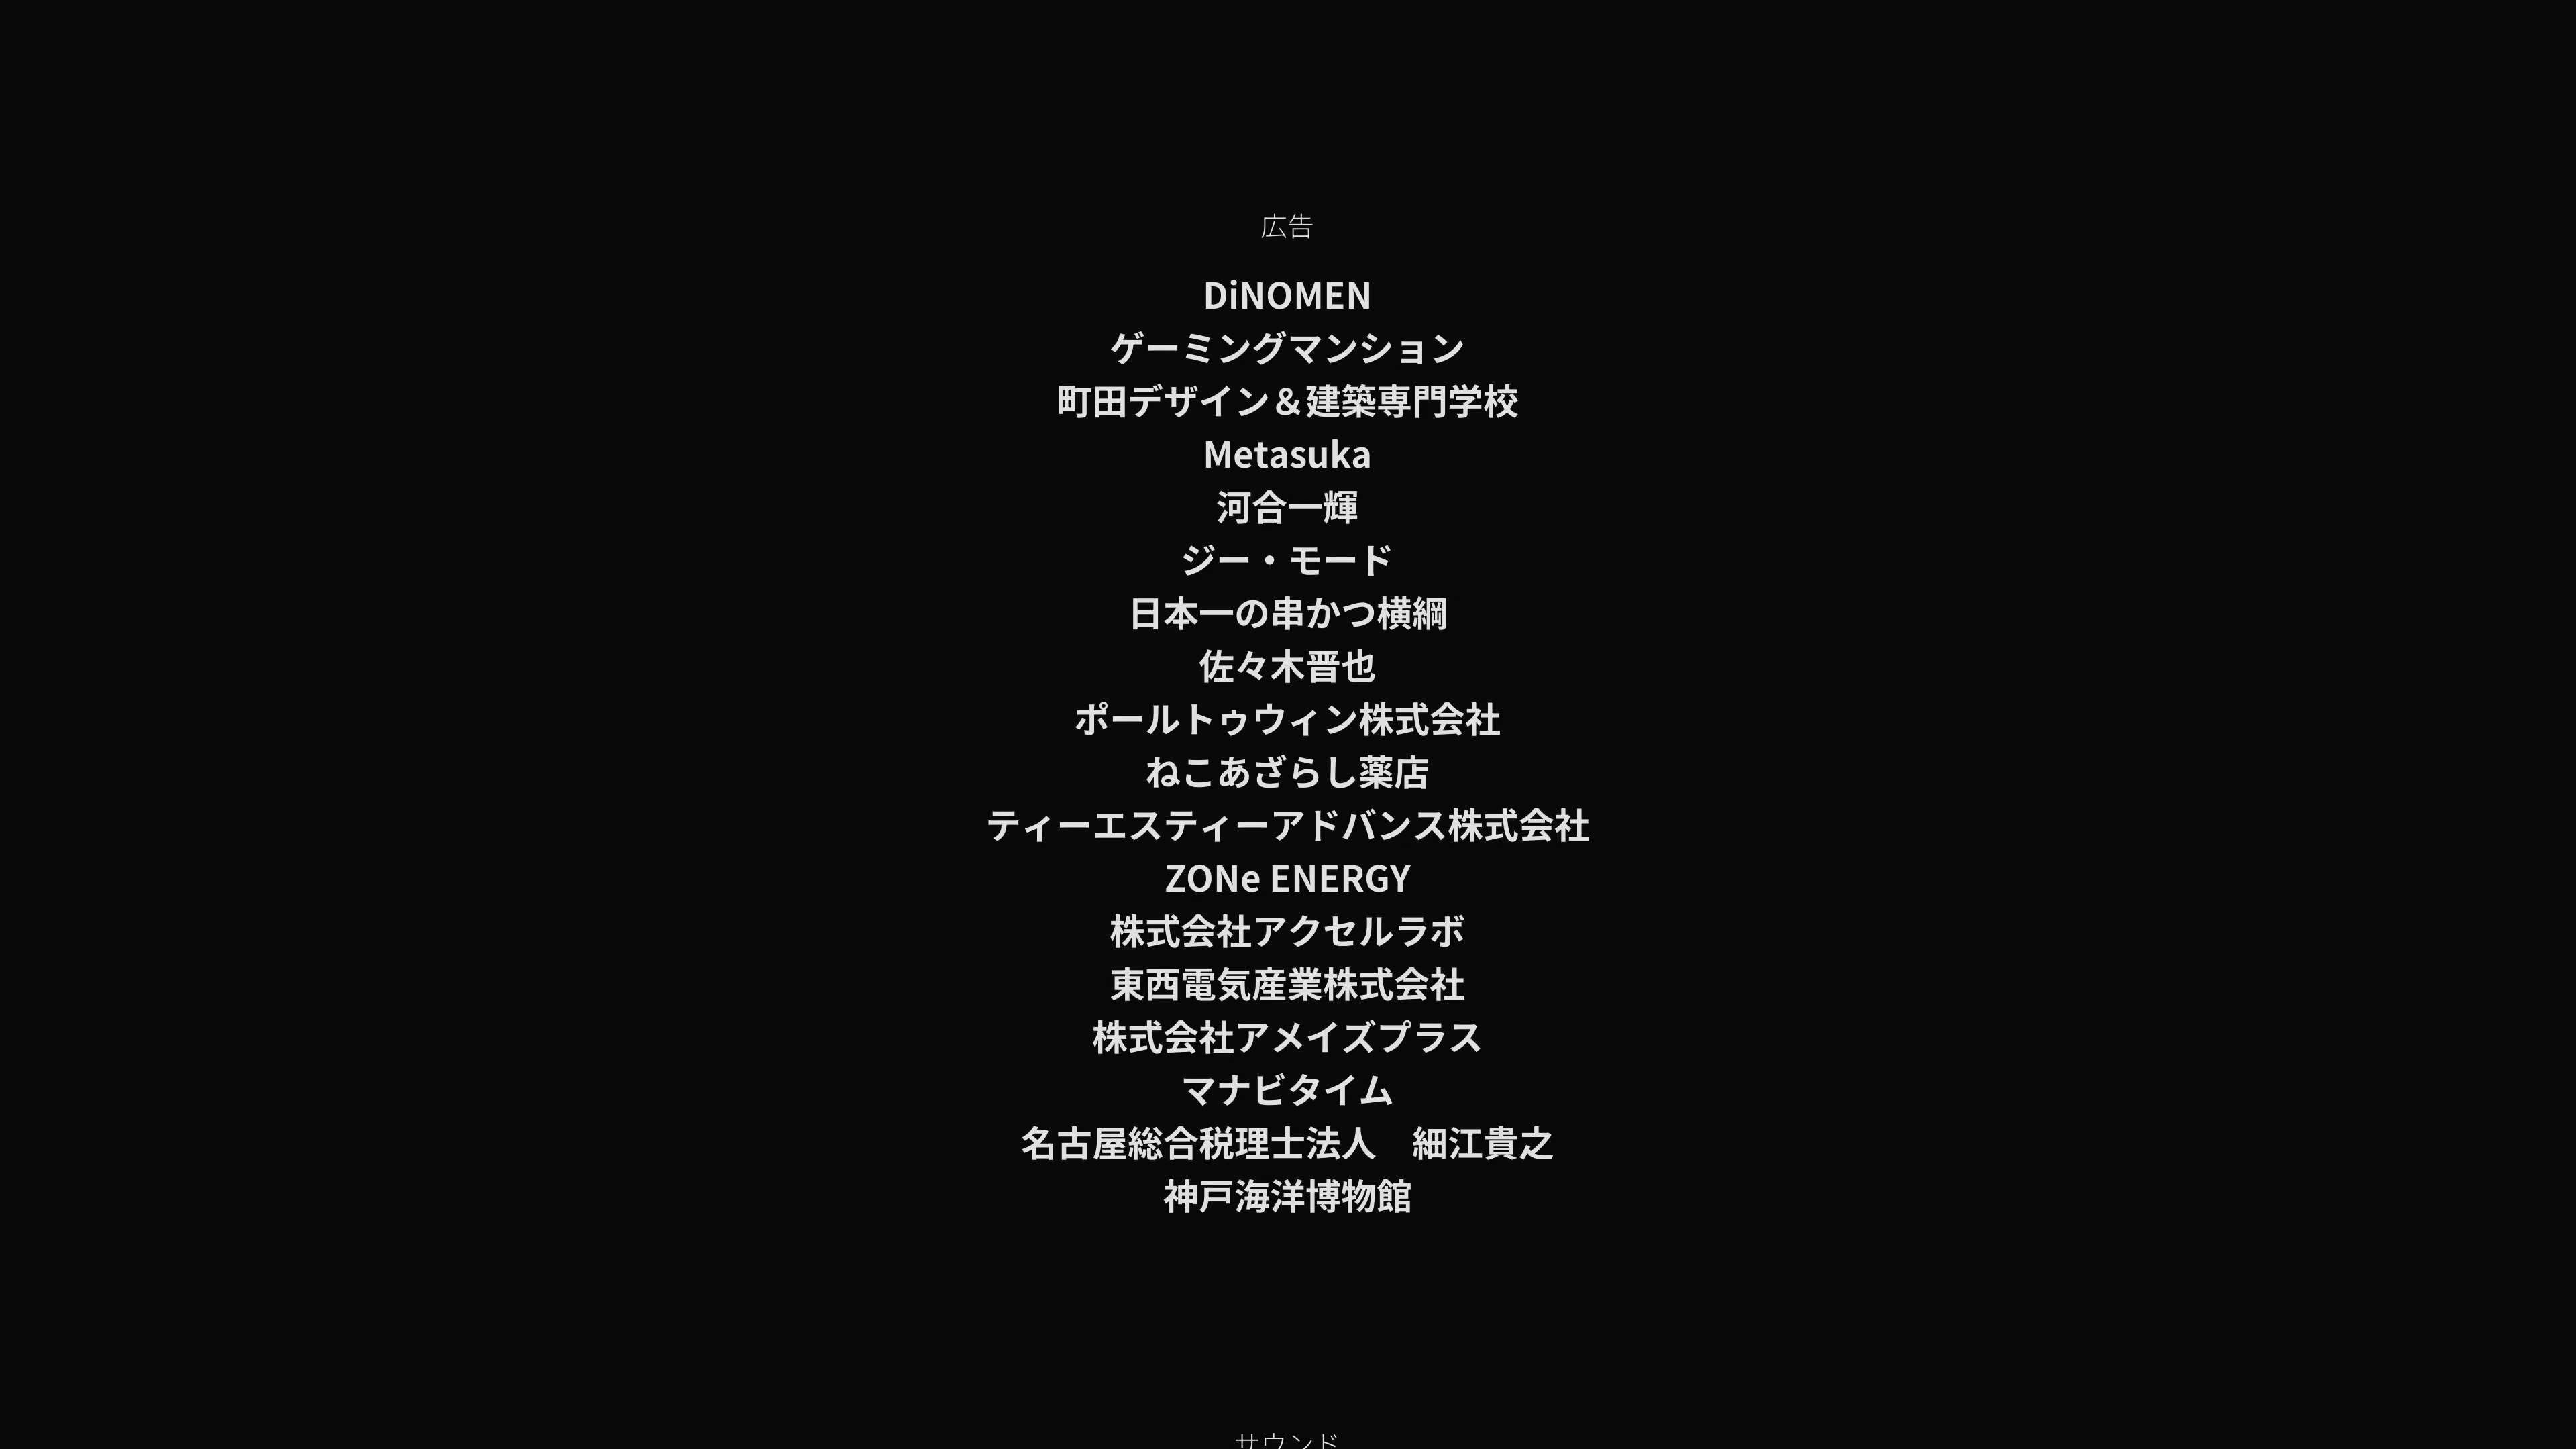 広告
DiNOMEN
ゲーミングマンション
町田デザイン＆建築専門学校
Metasuka
河合一輝
ジー・モード
日本一の串かつ横綱
佐々木晋也
ポールトゥウィン株式会社
ねこあざらし薬店
ティーエスティーアドバンス株式会社
ZONe ENERGY
株式会社アクセルラボ
東西電気産業株式会社
株式会社アメイズプラス
マナビタイム
名古屋総合税理士法人　細江貴之
神戸海洋博物館
サウンド